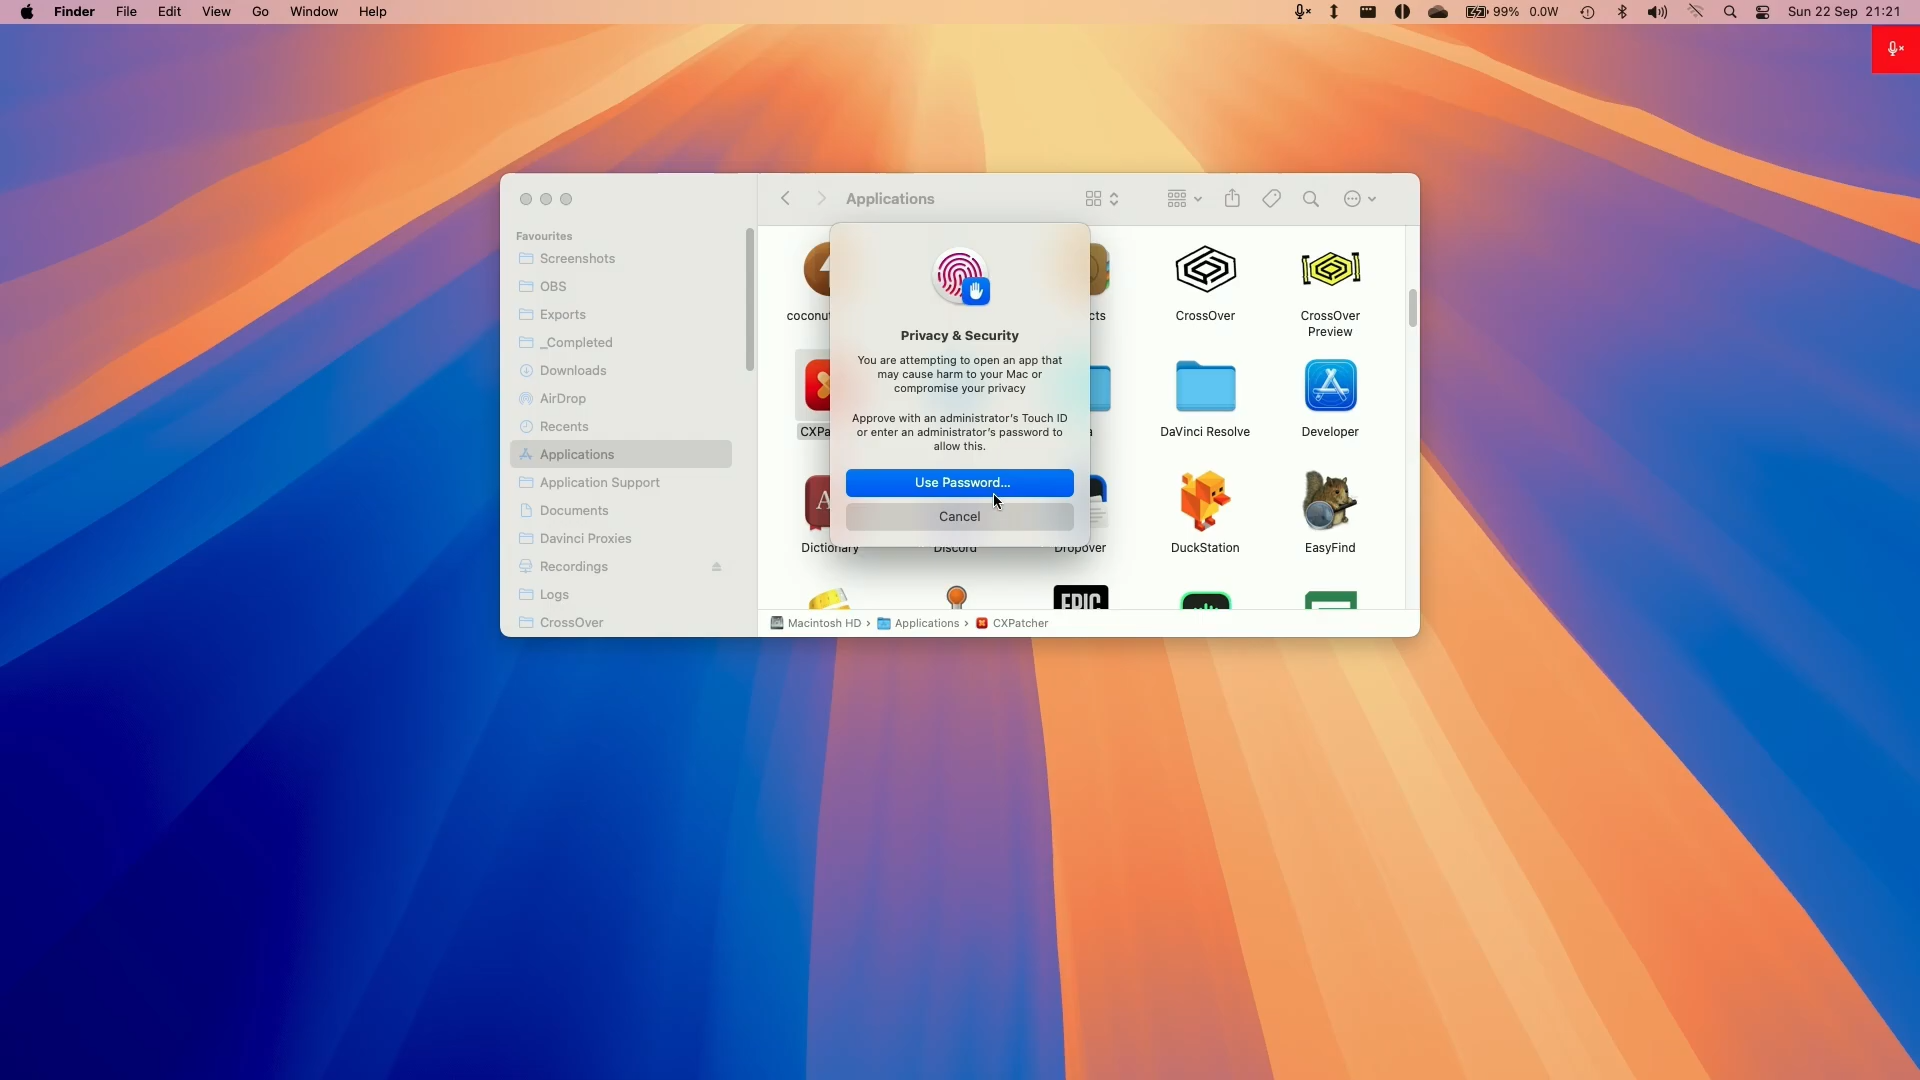 Finder File Edit View Go Window Help
99% 0.0W Sun 22 Sep 21:21
Applications
Favourites
Screenshots
OBS
Exports
_Completed
Downloads
AirDrop
Recents
Applications
Application Support
Documents
Davinci Proxies
Recordings
Logs
CrossOver
coconut
cts
CrossOver
CrossOver
Preview
CXPa
a
DaVinci Resolve
Developer
Dictionary
Discord
Dropover
DuckStation
EasyFind
EPIC
Privacy & Security
You are attempting to open an app that
may cause harm to your Mac or
compromise your privacy
Approve with an administrator's Touch ID
or enter an administrator's password to
allow this.
Use Password...
Cancel
Macintosh HD › Applications › CXPatcher